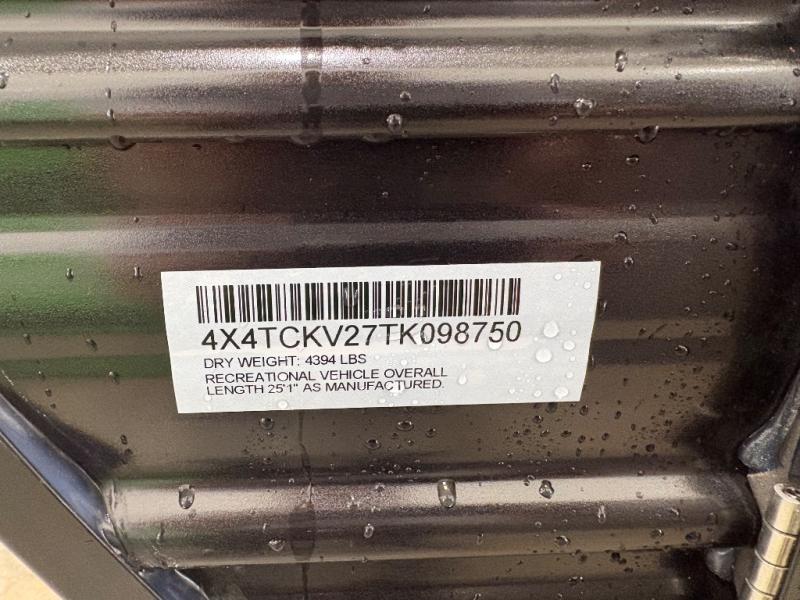 4X4TCKV27TK098750
DRY WEIGHT: 4394 LBS
RECREATIONAL VEHICLE OVERALL
LENGTH 25'1" AS MANUFACTURED.